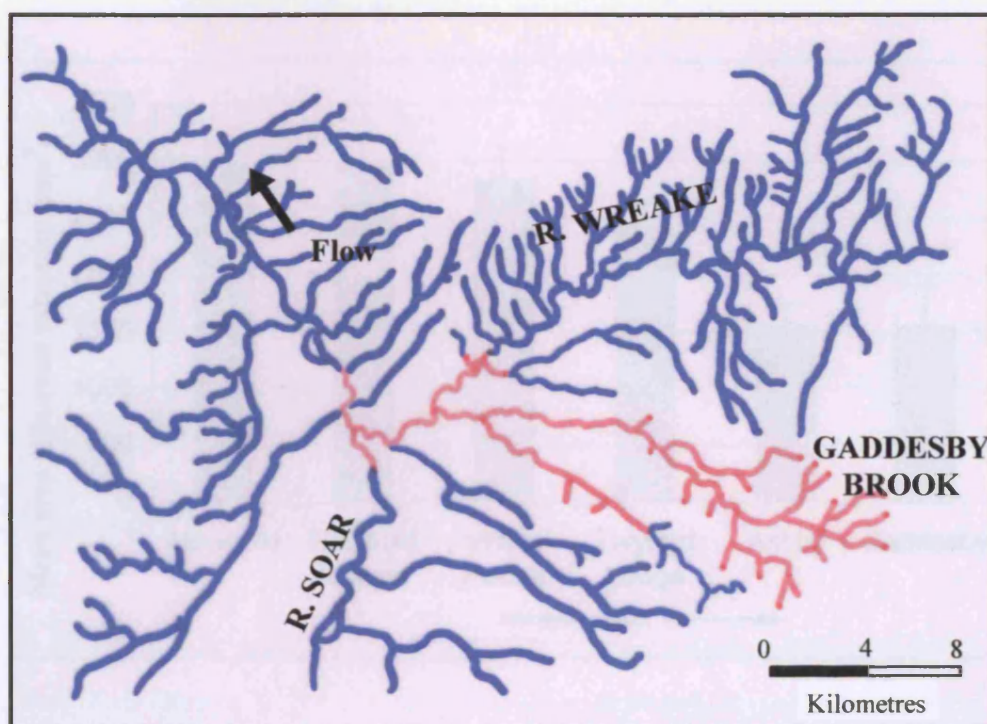 R. WREAKE
Flow
GADDESBY
BROOK
R. SOAR
0 4 8
Kilometres